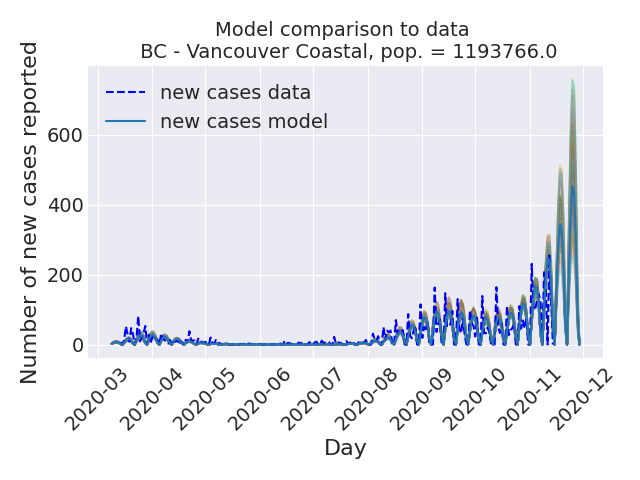 Model comparison to data
BC - Vancouver Coastal, pop. = 1193766.0
Number of new cases reported
600
400
200
0
new cases data
new cases model
2020-03
2020-04
2020-05
2020-06
2020-07
2020-08
2020-09
2020-10
2020-11
2020-12
Day